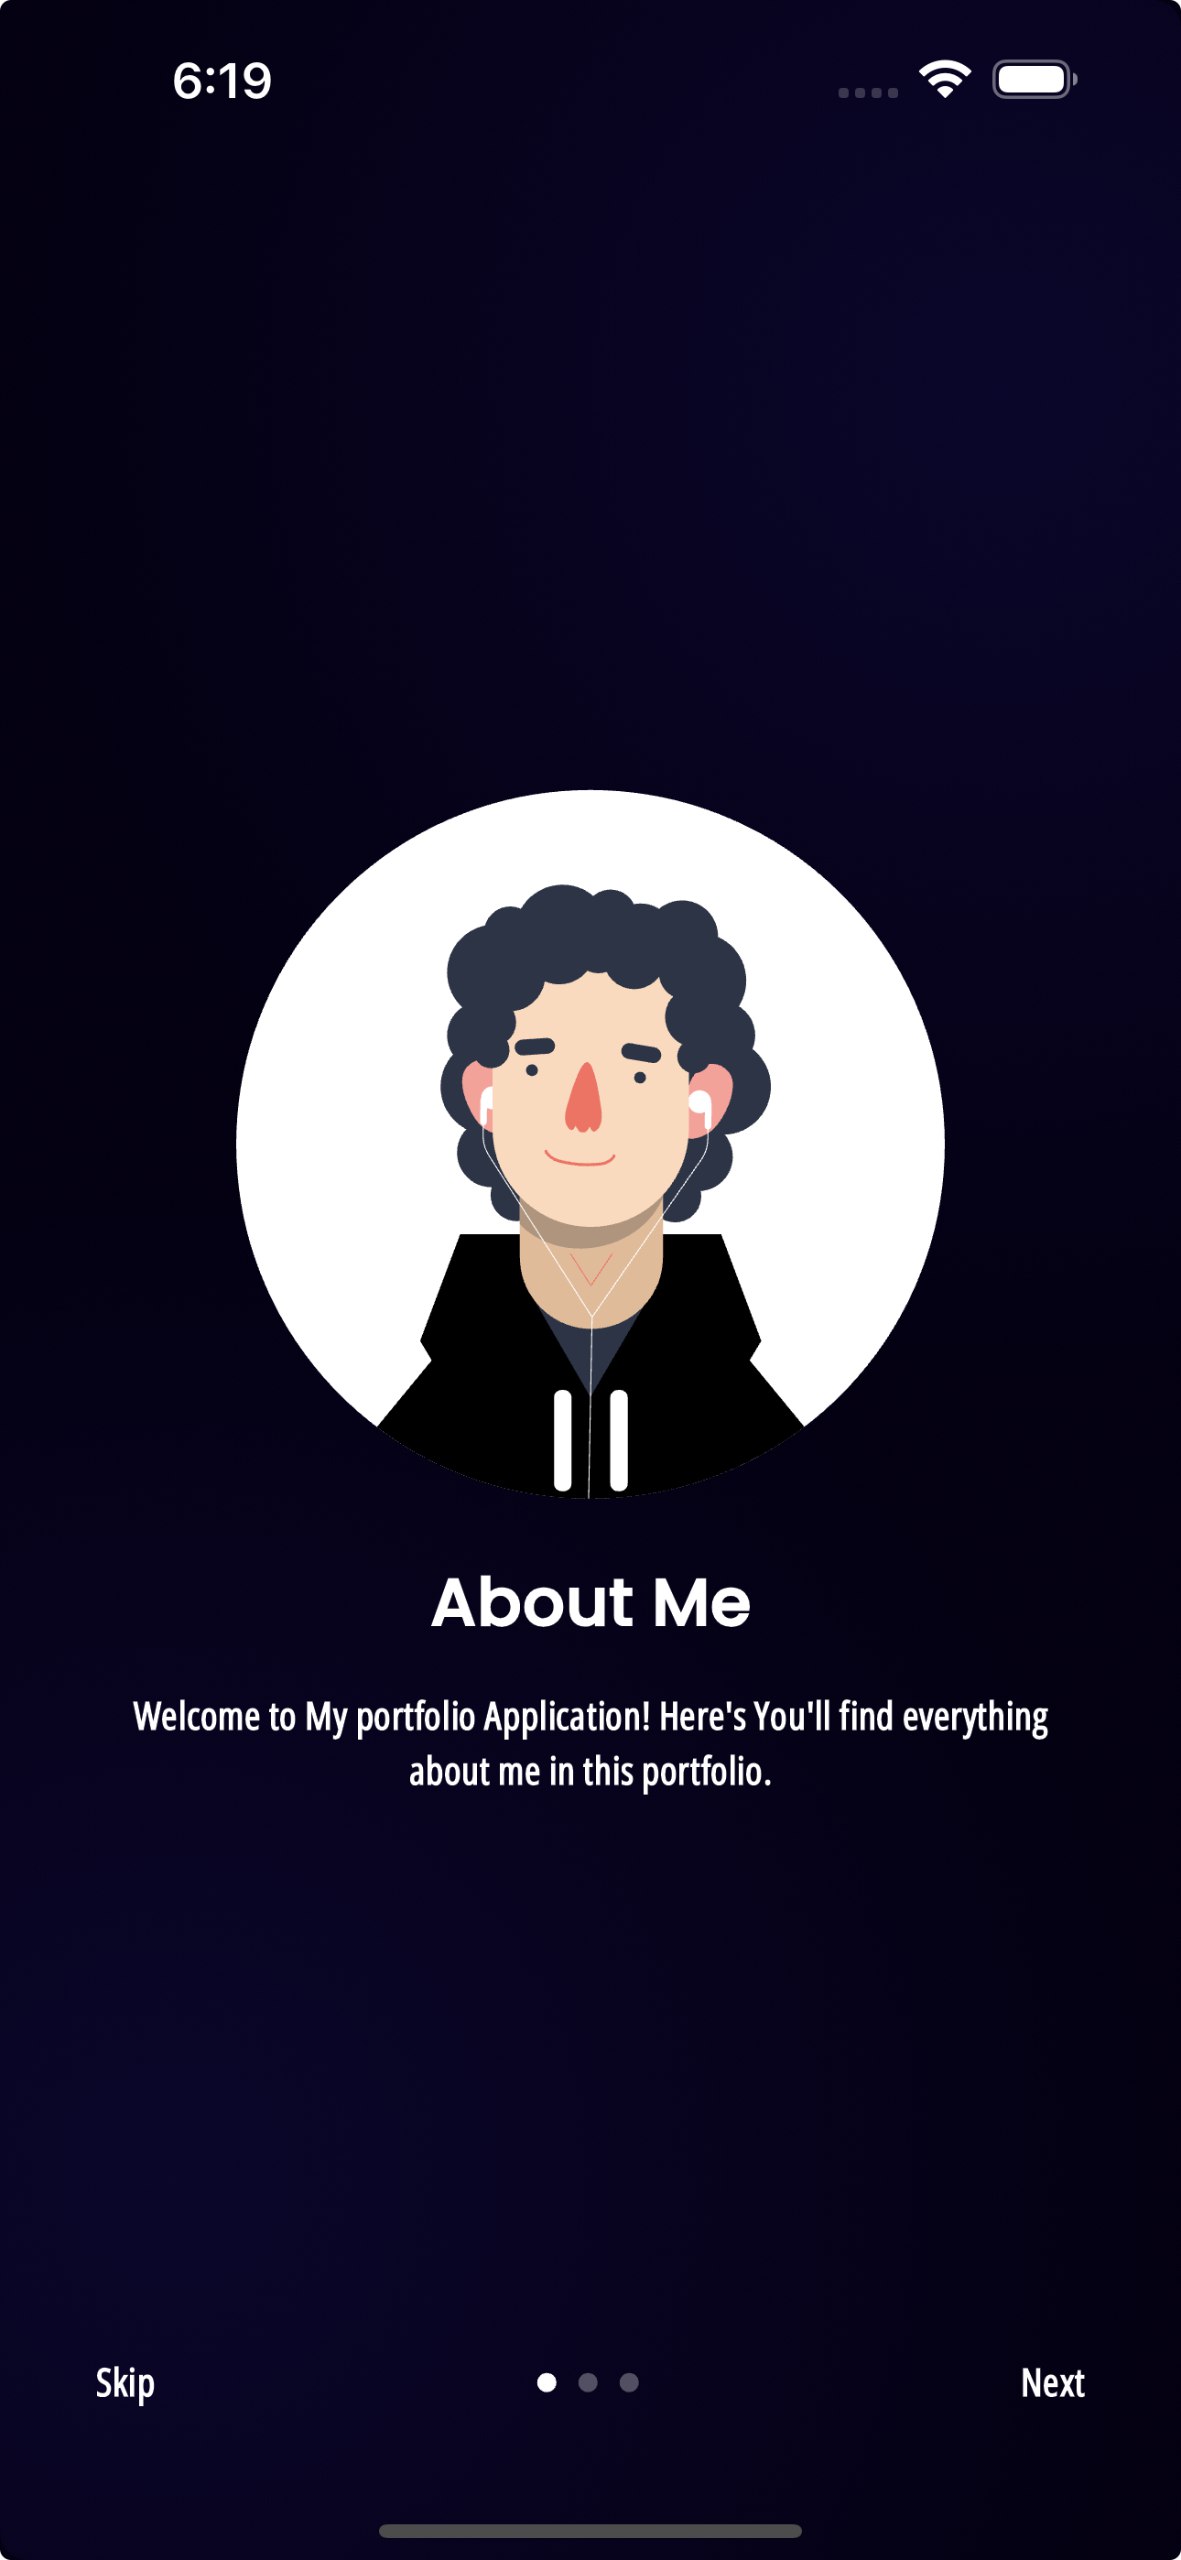 6:19
About Me
Welcome to My portfolio Application! Here's You'll find everything
about me in this portfolio.
Skip
Next